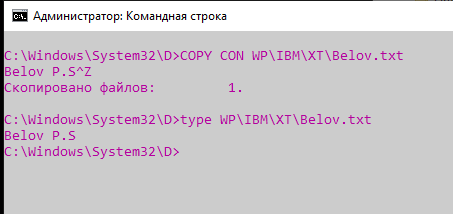 Администратор: Командная строка
C:\Windows\System32\D>COPY CON WP\IBM\XT\Belov.txt
Belov P.S^Z
Скопировано файлов:         1.
C:\Windows\System32\D>type WP\IBM\XT\Belov.txt
Belov P.S
C:\Windows\System32\D>